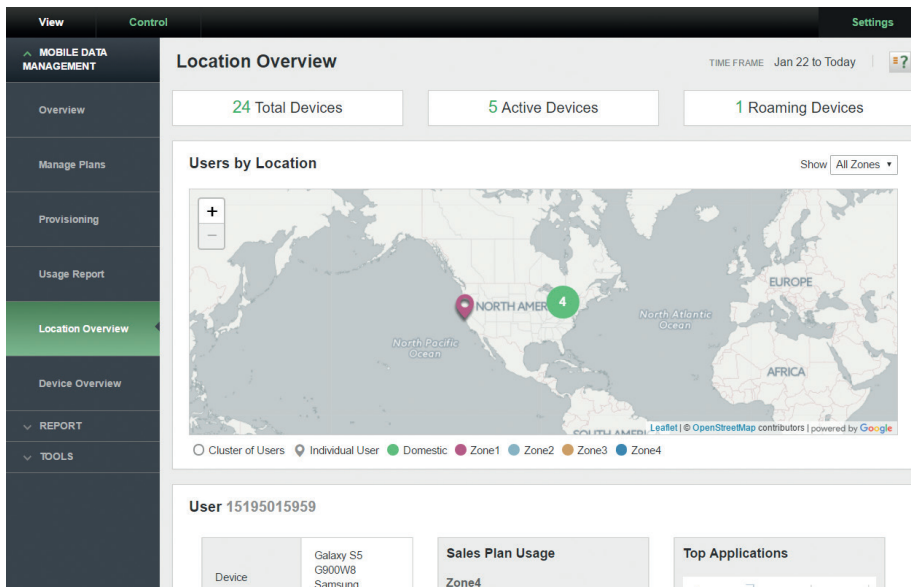 View
Control
Settings
MOBILE DATA
MANAGEMENT
Overview
Manage Plans
Provisioning
Usage Report
Location Overview
Device Overview
REPORT
TOOLS
Location Overview
TIME FRAME Jan 22 to Today
?
24 Total Devices
5 Active Devices
1 Roaming Devices
Users by Location
Show All Zones
+
−
NORTH AMER
4
EUROPE
North Atlantic
Ocean
North Pacific
Ocean
AFRICA
SOUTH AMERI
Leaflet | © OpenStreetMap contributors | powered by Google
Cluster of Users Individual User Domestic Zone1 Zone2 Zone3 Zone4
User 15195015959
Device
Galaxy S5
G900W8
Samsung
Sales Plan Usage
Zone4
Top Applications